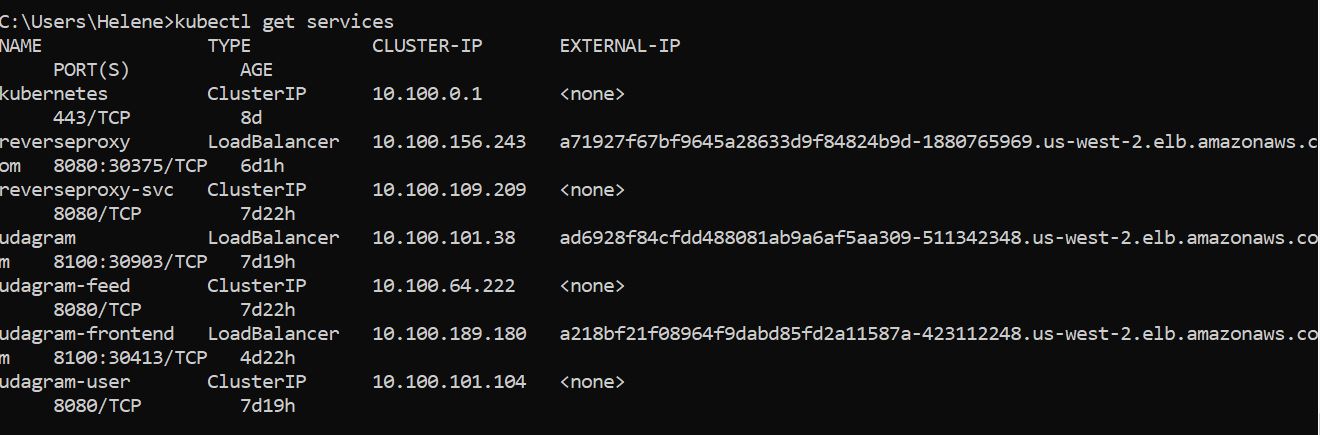 C:\Users\Helene>kubectl get services
NAME TYPE CLUSTER-IP EXTERNAL-IP
PORT(S) AGE
kubernetes ClusterIP 10.100.0.1 <none>
443/TCP 8d
reverseproxy LoadBalancer 10.100.156.243 a71927f67bf9645a28633d9f84824b9d-1880765969.us-west-2.elb.amazonaws.c
om 8080:30375/TCP 6d1h
reverseproxy-svc ClusterIP 10.100.109.209 <none>
8080/TCP 7d22h
udagram LoadBalancer 10.100.101.38 ad6928f84cfdd488081ab9a6af5aa309-511342348.us-west-2.elb.amazonaws.co
m 8100:30903/TCP 7d19h
udagram-feed ClusterIP 10.100.64.222 <none>
8080/TCP 7d22h
udagram-frontend LoadBalancer 10.100.189.180 a218bf21f08964f9dabd85fd2a11587a-423112248.us-west-2.elb.amazonaws.co
m 8100:30413/TCP 4d22h
udagram-user ClusterIP 10.100.101.104 <none>
8080/TCP 7d19h